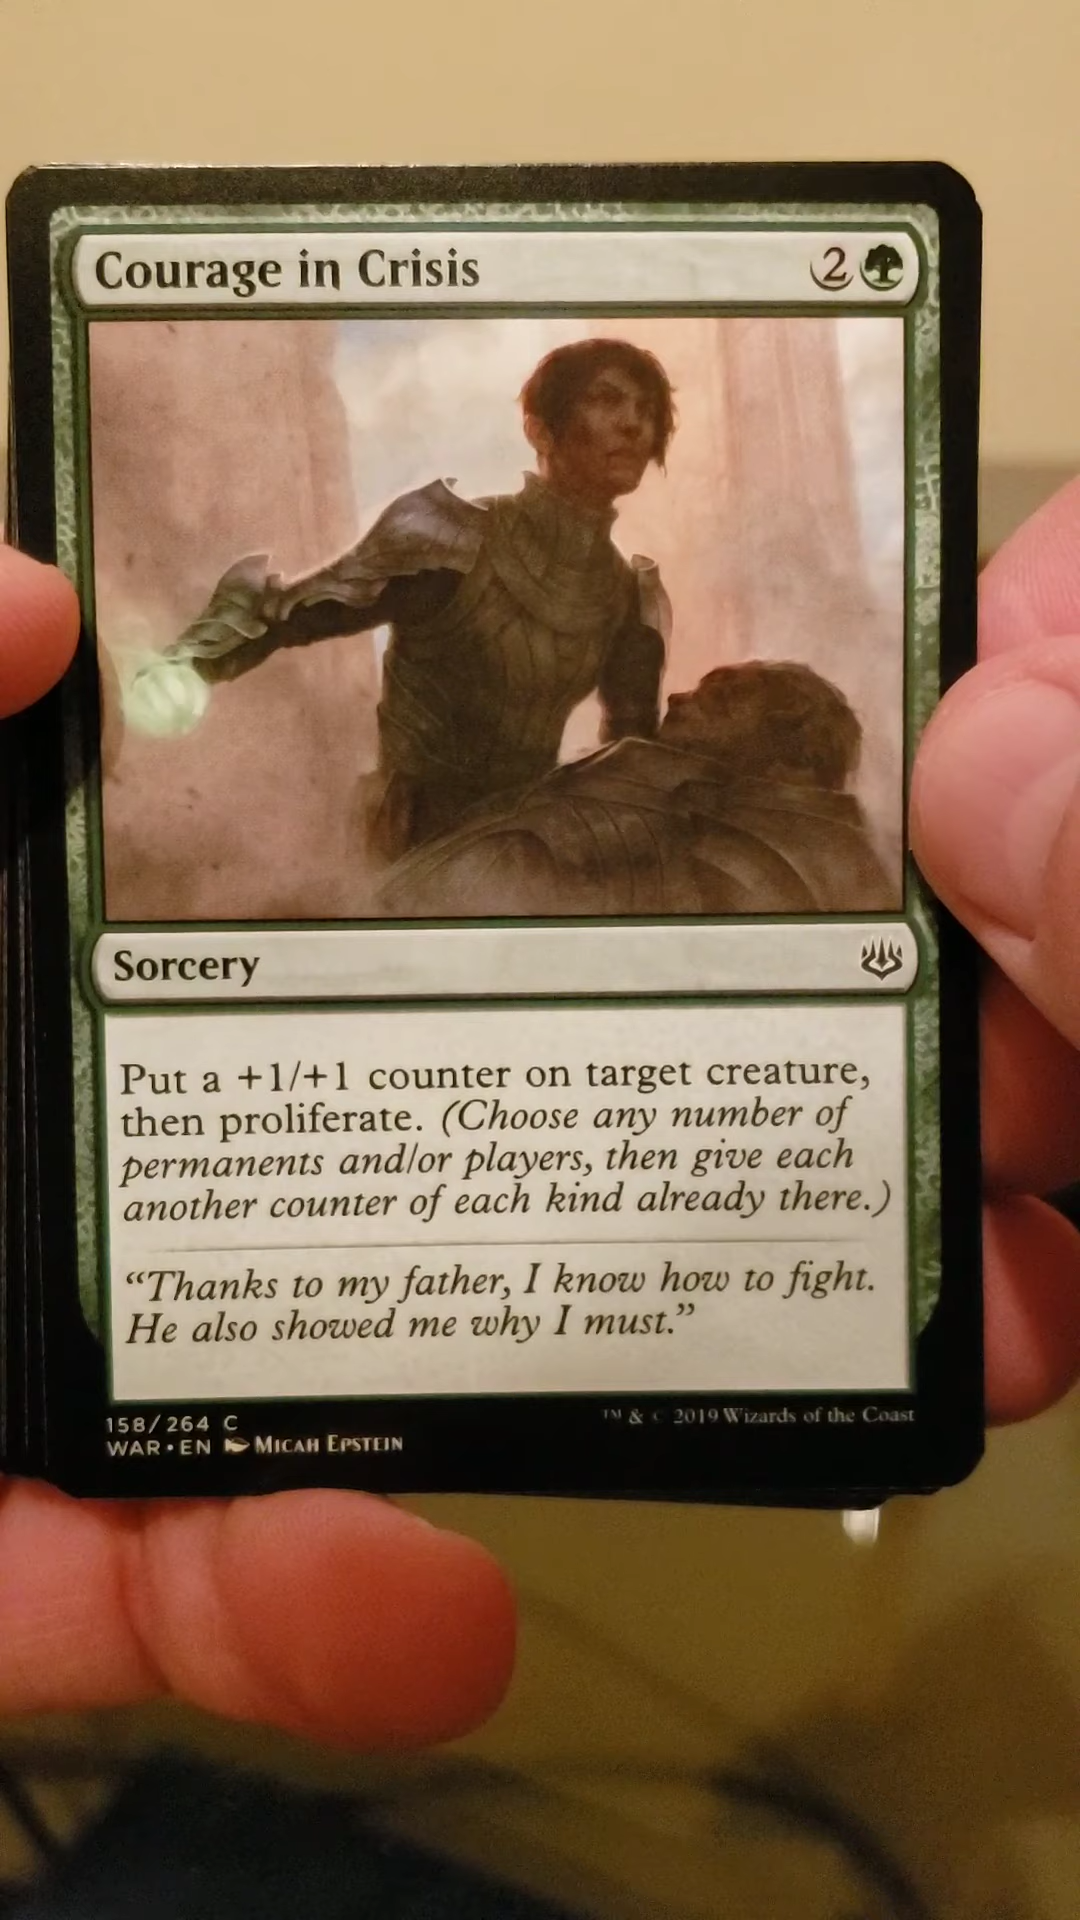 Courage in Crisis 2
Sorcery
Put a +1/+1 counter on target creature,
then proliferate. (Choose any number of
permanents and/or players, then give each
another counter of each kind already there.)
“Thanks to my father, I know how to fight.
He also showed me why I must.”
158/264 C
™ & © 2019 Wizards of the Coast
WAR • EN Micah Epstein